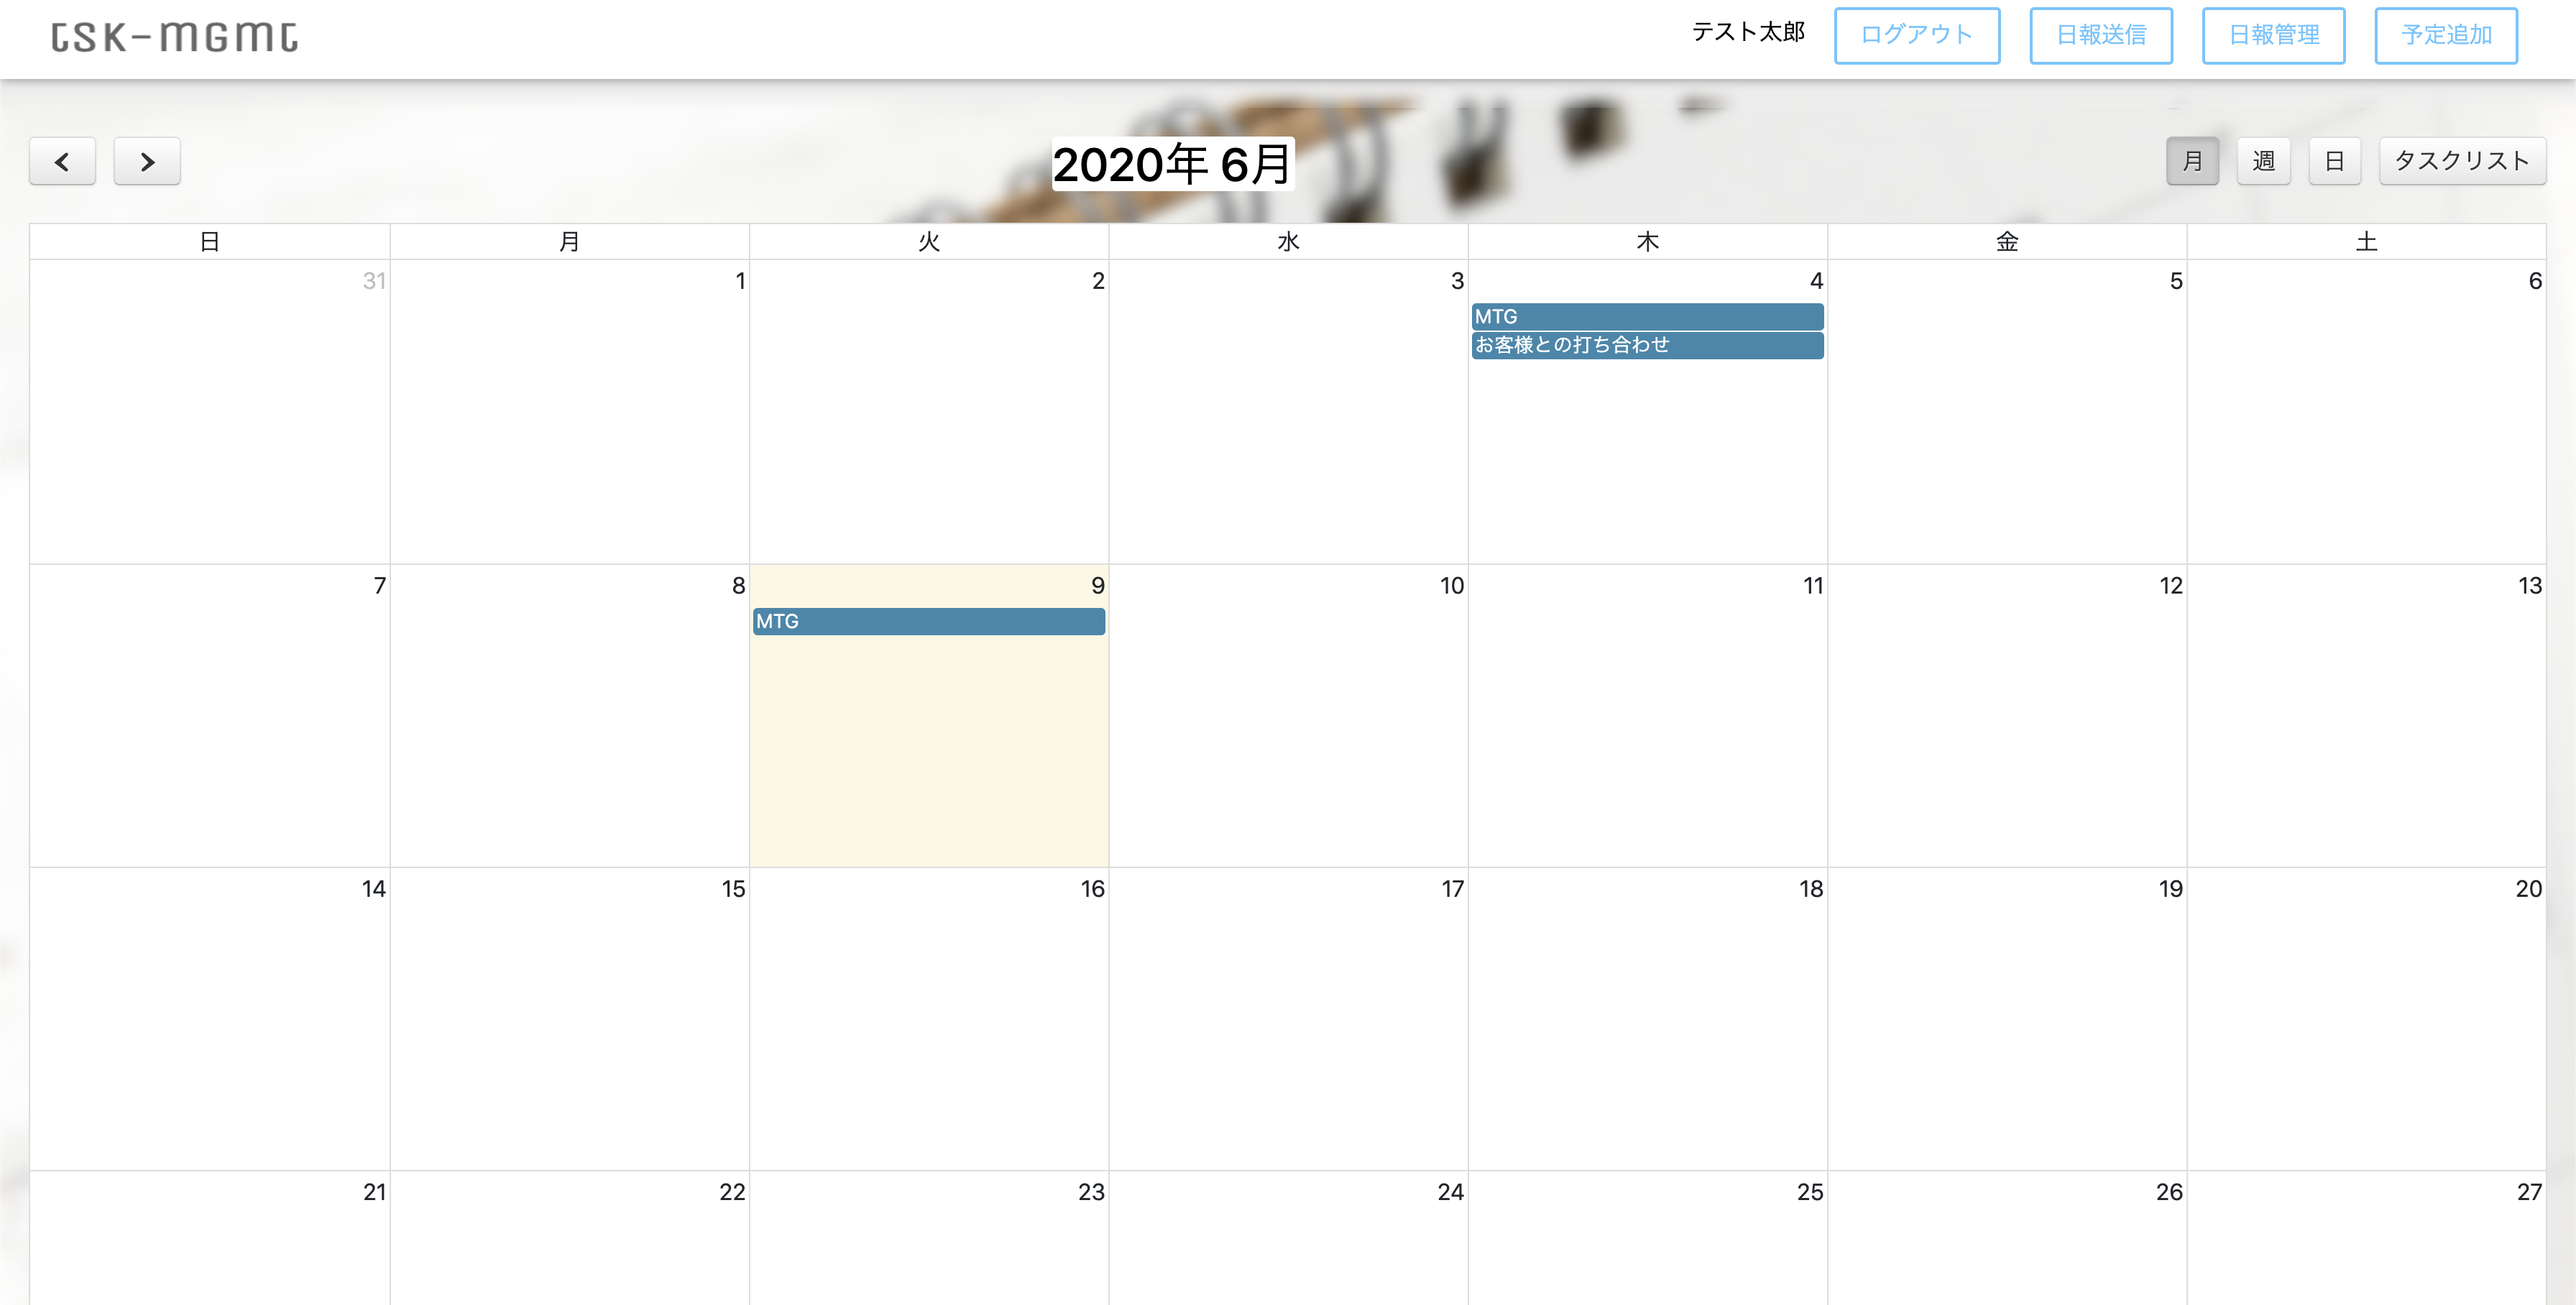 tsk-mgmt
テスト太郎 ログアウト 日報送信 日報管理 予定追加
2020年 6月
月 週 日 タスクリスト
日 月 火 水 木 金 土
31 1 2 3 4 5 6
MTG
お客様との打ち合わせ
7 8 9 10 11 12 13
MTG
14 15 16 17 18 19 20
21 22 23 24 25 26 27